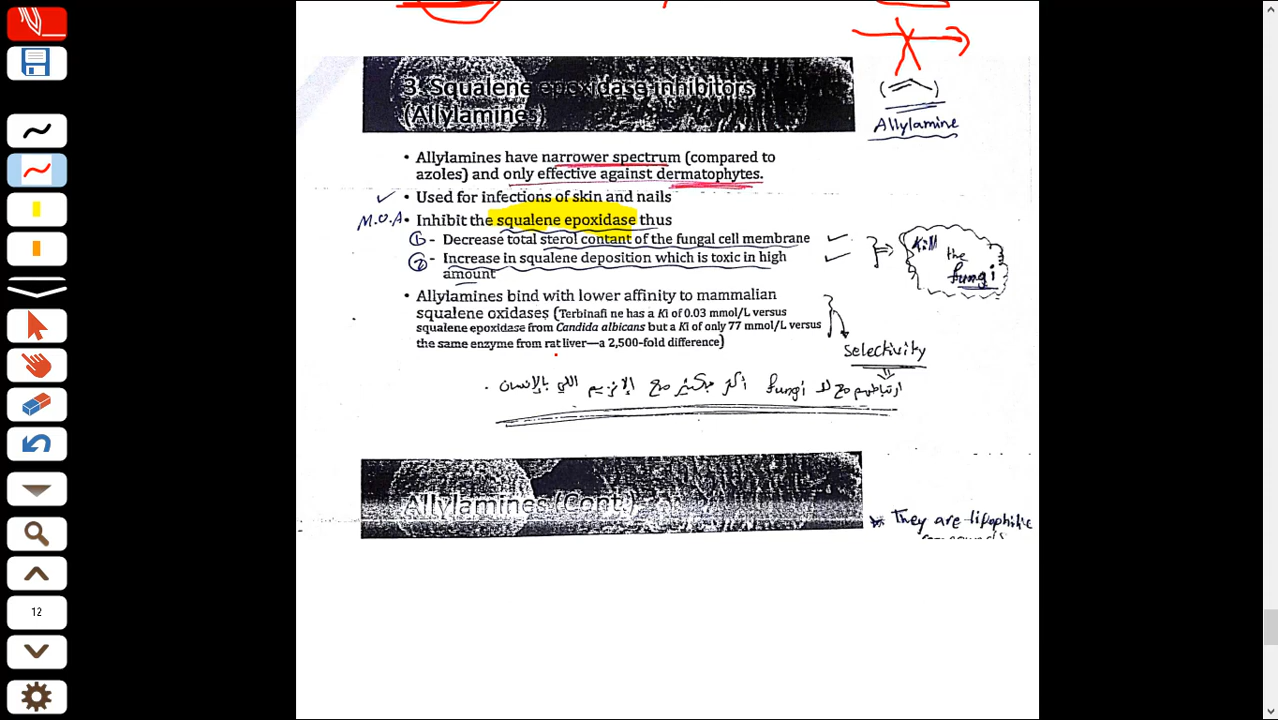 3. Squalene epoxidase inhibitors
(Allylamines)
Allylamine
• Allylamines have narrower spectrum (compared to
azoles) and only effective against dermatophytes.
• Used for infections of skin and nails
M.O.A • Inhibit the squalene epoxidase thus
① - Decrease total sterol contant of the fungal cell membrane
② - Increase in squalene deposition which is toxic in high
amount
Kill
the
fungi
• Allylamines bind with lower affinity to mammalian
squalene oxidases (Terbinafi ne has a Ki of 0.03 mmol/L versus
squalene epoxidase from Candida albicans but a Ki of only 77 mmol/L versus
the same enzyme from rat liver—a 2,500-fold difference)
Selectivity
ارتباطهم مع الـ fungi أكثر بكثير مع الإنزيم اللي بالإنسان.
Allylamines (Cont.)
* They are lipophilic
12